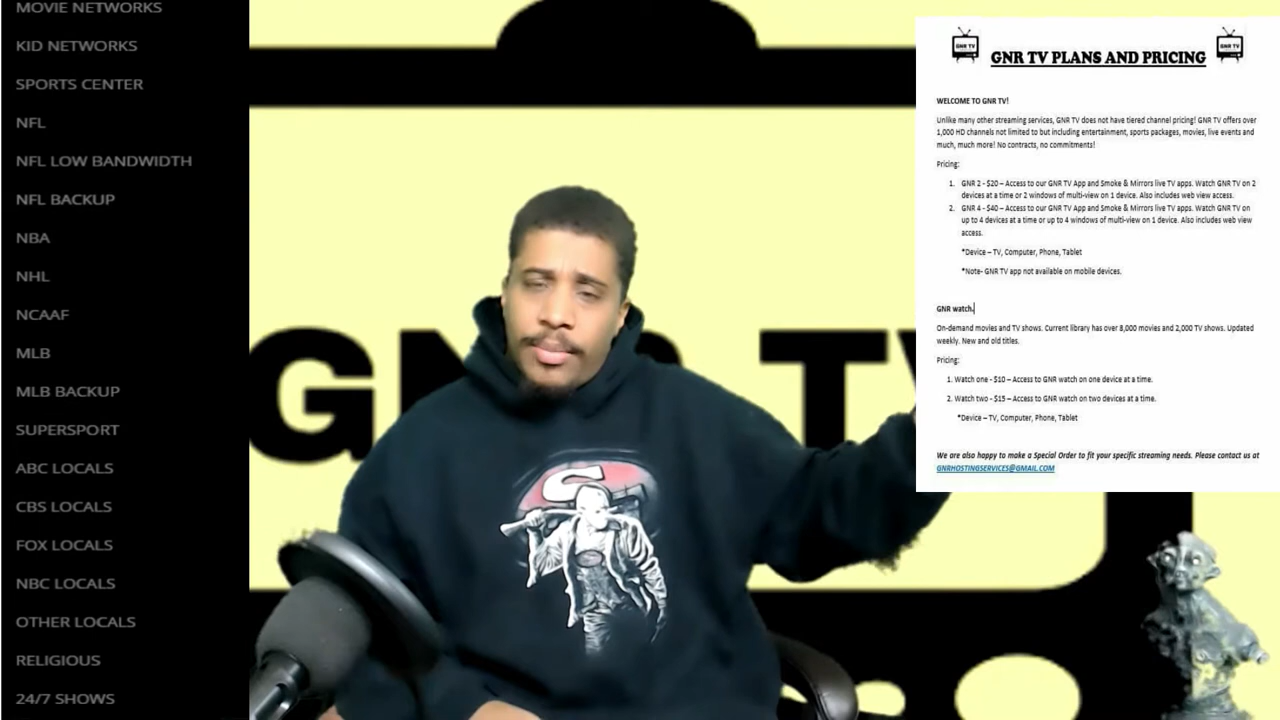 MOVIE NETWORKS
KID NETWORKS
SPORTS CENTER
NFL
NFL LOW BANDWIDTH
NFL BACKUP
NBA
NHL
NCAAF
MLB
MLB BACKUP
SUPERSPORT
ABC LOCALS
CBS LOCALS
FOX LOCALS
NBC LOCALS
OTHER LOCALS
RELIGIOUS
24/7 SHOWS
GNR TV
GNR TV PLANS AND PRICING
GNR TV
WELCOME TO GNR TV!
Unlike many other streaming services, GNR TV does not have tiered channel pricing! GNR TV offers over
1,000 HD channels not limited to but including entertainment, sports packages, movies, live events and
much, much more! No contracts, no commitments!
Pricing:
1. GNR 2 - $20 – Access to our GNR TV App and Smoke & Mirrors live TV apps. Watch GNR TV on 2
devices at a time or 2 windows of multi-view on 1 device. Also includes web view access.
2. GNR 4 - $40 – Access to our GNR TV App and Smoke & Mirrors live TV apps. Watch GNR TV on
up to 4 devices at a time or up to 4 windows of multi-view on 1 device. Also includes web view
access.
*Device – TV, Computer, Phone, Tablet
*Note- GNR TV app not available on mobile devices.
GNR watch.
On-demand movies and TV shows. Current library has over 8,000 movies and 2,000 TV shows. Updated
weekly. New and old titles.
Pricing:
1. Watch one - $10 – Access to GNR watch on one device at a time.
2. Watch two - $15 – Access to GNR watch on two devices at a time.
*Device – TV, Computer, Phone, Tablet
We are also happy to make a Special Order to fit your specific streaming needs. Please contact us at
GNRHOSTINGSERVICES@GMAIL.COM